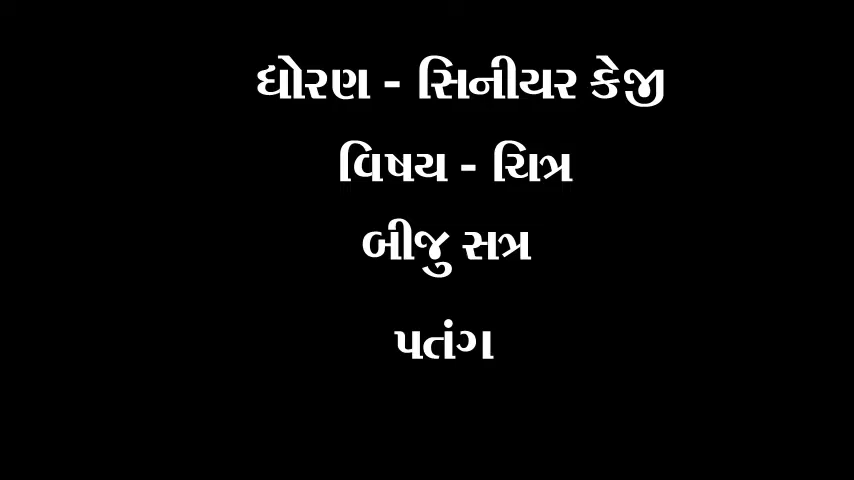 ધોરણ - સિનીયર કેજી
વિષય - ચિત્ર
બીજુ સત્ર
પતંગ